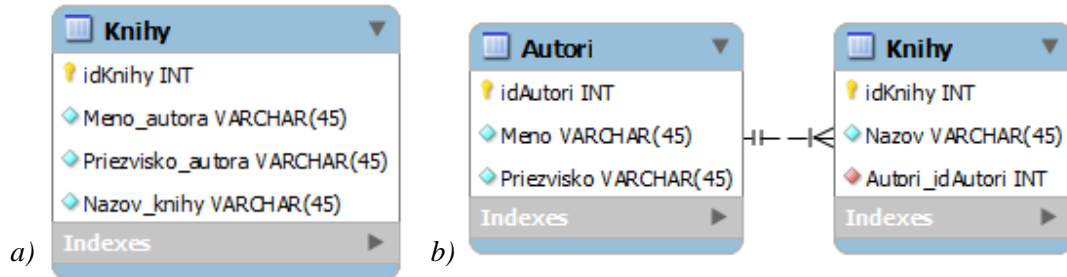 a)
Knihy
idKnihy INT
Meno_autora VARCHAR(45)
Priezvisko_autora VARCHAR(45)
Nazov_knihy VARCHAR(45)
Indexes
b)
Autori
idAutori INT
Meno VARCHAR(45)
Priezvisko VARCHAR(45)
Indexes
Knihy
idKnihy INT
Nazov VARCHAR(45)
Autori_idAutori INT
Indexes